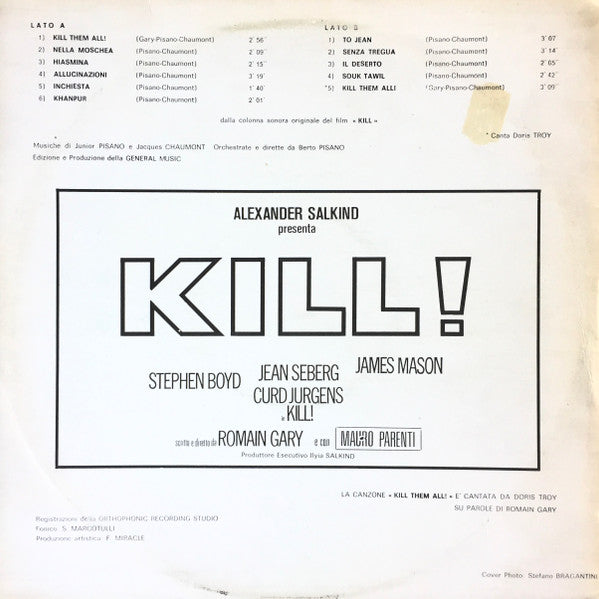 LATO A
1) KILL THEM ALL! (Gary-Pisano-Chaumont) 2' 56"
2) NELLA MOSCHEA (Pisano-Chaumont) 2' 09"
3) HIASMINA (Pisano-Chaumont) 2' 15"
4) ALLUCINAZIONI (Pisano-Chaumont) 3' 19"
5) INCHIESTA (Pisano-Chaumont) 1' 40"
6) KHANPUR (Pisano-Chaumont) 2' 01"
LATO B
1) TO JEAN (Pisano-Chaumont) 3' 07
2) SENZA TREGUA (Pisano-Chaumont) 3' 14"
3) IL DESERTO (Pisano-Chaumont) 2' 05"
4) SOUK TAWIL (Pisano-Chaumont) 2' 42"
*5) KILL THEM ALL! (Gary-Pisano-Chaumont) 3' 09"
dalla colonna sonora originale del film « KILL »
* Canta Doris TROY
Musiche di Junior PISANO e Jacques CHAUMONT Orchestrate e dirette da Berto PISANO
Edizione e Produzione della GENERAL MUSIC
ALEXANDER SALKIND
presenta
KILL!
STEPHEN BOYD JEAN SEBERG JAMES MASON
CURD JURGENS
in KILL!
scritto e diretto da ROMAIN GARY e con MAURO PARENTI
Produttore Esecutivo Ilyia SALKIND
LA CANZONE « KILL THEM ALL! » E' CANTATA DA DORIS TROY
SU PAROLE DI ROMAIN GARY
Registrazioni della ORTHOPHONIC RECORDING STUDIO
Fonico: S. MARCOTULLI
Produzione artistica: F. MIRACLE
Cover Photo: Stefano BRAGANTINI